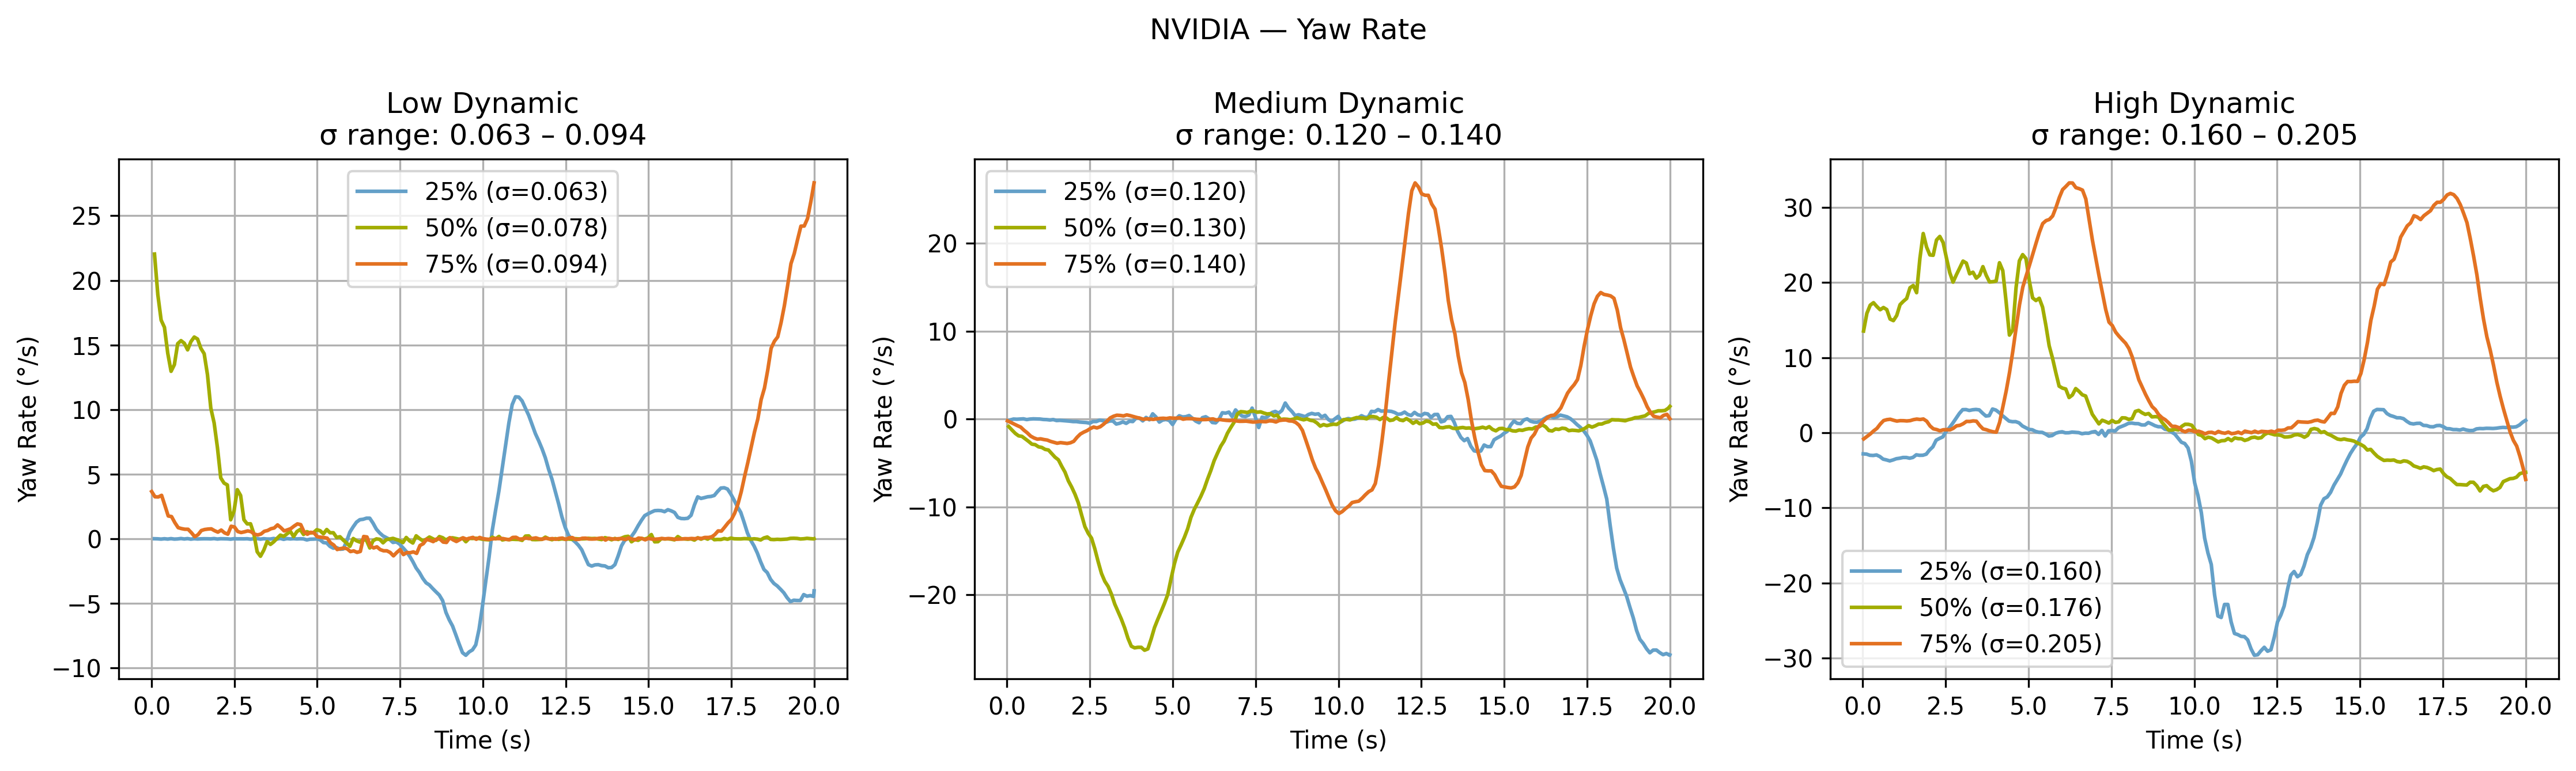 NVIDIA — Yaw Rate
Low Dynamic
σ range: 0.063 – 0.094
Yaw Rate (°/s)
25
20
15
10
5
0
−5
−10
25% (σ=0.063)
50% (σ=0.078)
75% (σ=0.094)
0.0 2.5 5.0 7.5 10.0 12.5 15.0 17.5 20.0
Time (s)
Medium Dynamic
σ range: 0.120 – 0.140
Yaw Rate (°/s)
20
10
0
−10
−20
25% (σ=0.120)
50% (σ=0.130)
75% (σ=0.140)
0.0 2.5 5.0 7.5 10.0 12.5 15.0 17.5 20.0
Time (s)
High Dynamic
σ range: 0.160 – 0.205
Yaw Rate (°/s)
30
20
10
0
−10
−20
−30
25% (σ=0.160)
50% (σ=0.176)
75% (σ=0.205)
0.0 2.5 5.0 7.5 10.0 12.5 15.0 17.5 20.0
Time (s)